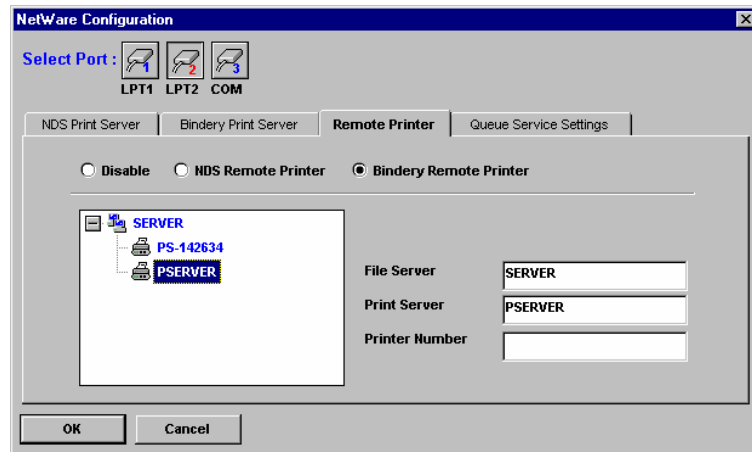 NetWare Configuration
Select Port :
1 2 3
LPT1 LPT2 COM
NDS Print Server Bindery Print Server Remote Printer Queue Service Settings
Disable NDS Remote Printer Bindery Remote Printer
SERVER
PS-142634
PSERVER
File Server SERVER
Print Server PSERVER
Printer Number
OK Cancel